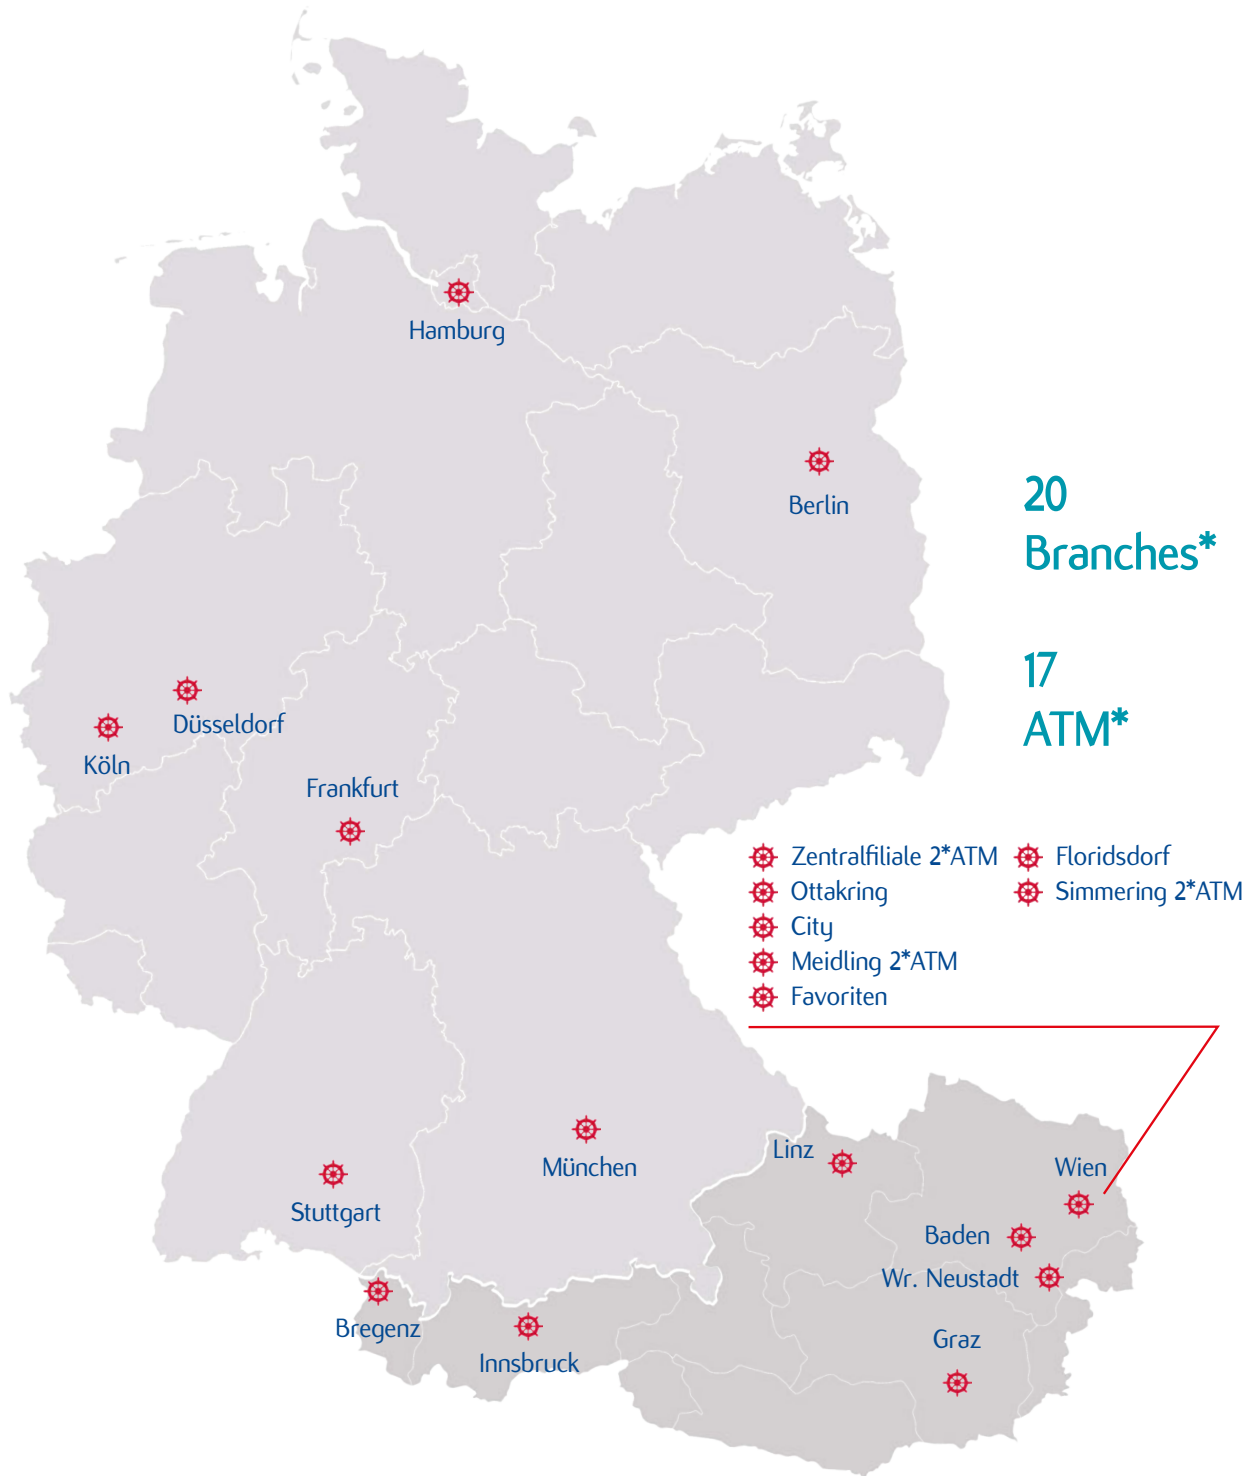 Hamburg
Berlin
20
Branches*
17
ATM*
Düsseldorf
Köln
Frankfurt
Zentralfiliale 2*ATM
Ottakring
City
Meidling 2*ATM
Favoriten
Floridsdorf
Simmering 2*ATM
München
Stuttgart
Linz
Wien
Baden
Wr. Neustadt
Bregenz
Innsbruck
Graz